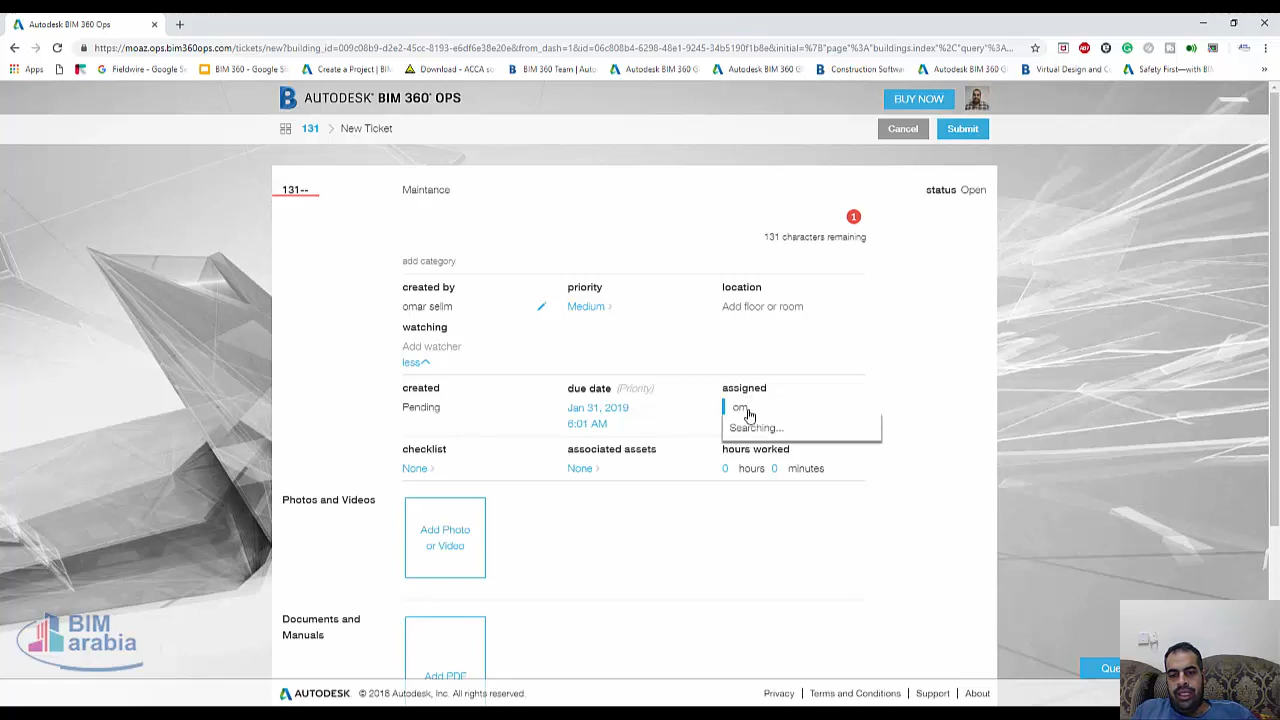 Autodesk BIM 360 Ops
https://moaz.ops.bim360ops.com/tickets/new?building_id=009c08b9-d2e2-45cc-8193-e6df6e38e20e&from_dash=1&id=06c808b4-6298-48e1-9245-34b5190f1b8e&initial=%7B"page"%3A"buildings.index"%2C"query"%3A...
Apps Fieldwire - Google S BIM 360 - Google Sli Create a Project | BIM Download - ACCA so BIM 360 Team | Auto Autodesk BIM 360 G Autodesk BIM 360 G Construction Softwa Autodesk BIM 360 G Virtual Design and C Safety First—with BIM
AUTODESK® BIM 360® OPS
BUY NOW
131 > New Ticket
Cancel Submit
131-- Maintance status Open
1
131 characters remaining
add category
created by priority location
omar selim Medium > Add floor or room
watching
Add watcher
less
created due date (Priority) assigned
Pending Jan 31, 2019 om
6:01 AM Searching...
checklist associated assets hours worked
None > None > 0 hours 0 minutes
Photos and Videos
Add Photo
or Video
Documents and
Manuals
Add PDF
BIM
arabia
Que
AUTODESK © 2018 Autodesk, Inc. All rights reserved. Privacy Terms and Conditions Support About